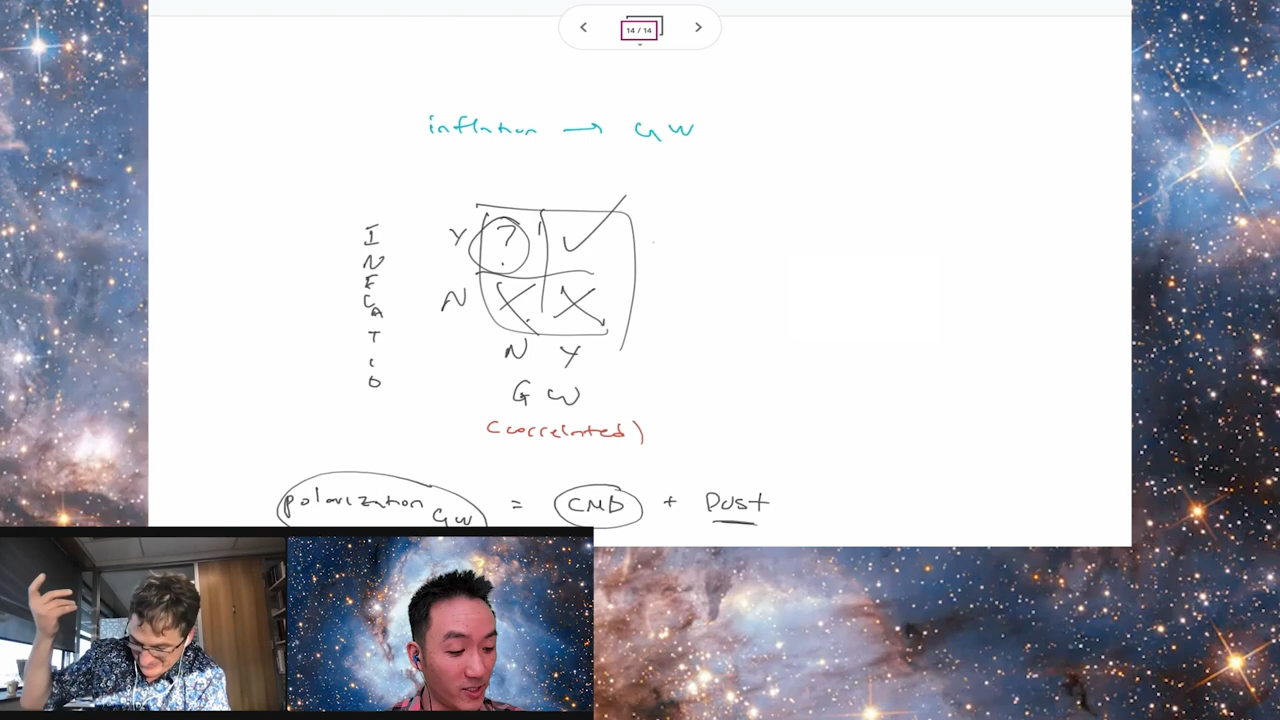 14 / 14
inflation → GW
I
N
F
L
A
T
I
O
Y ? ✓
N X X
N Y
GW
(correlated)
polarization GW = CMB + Dust